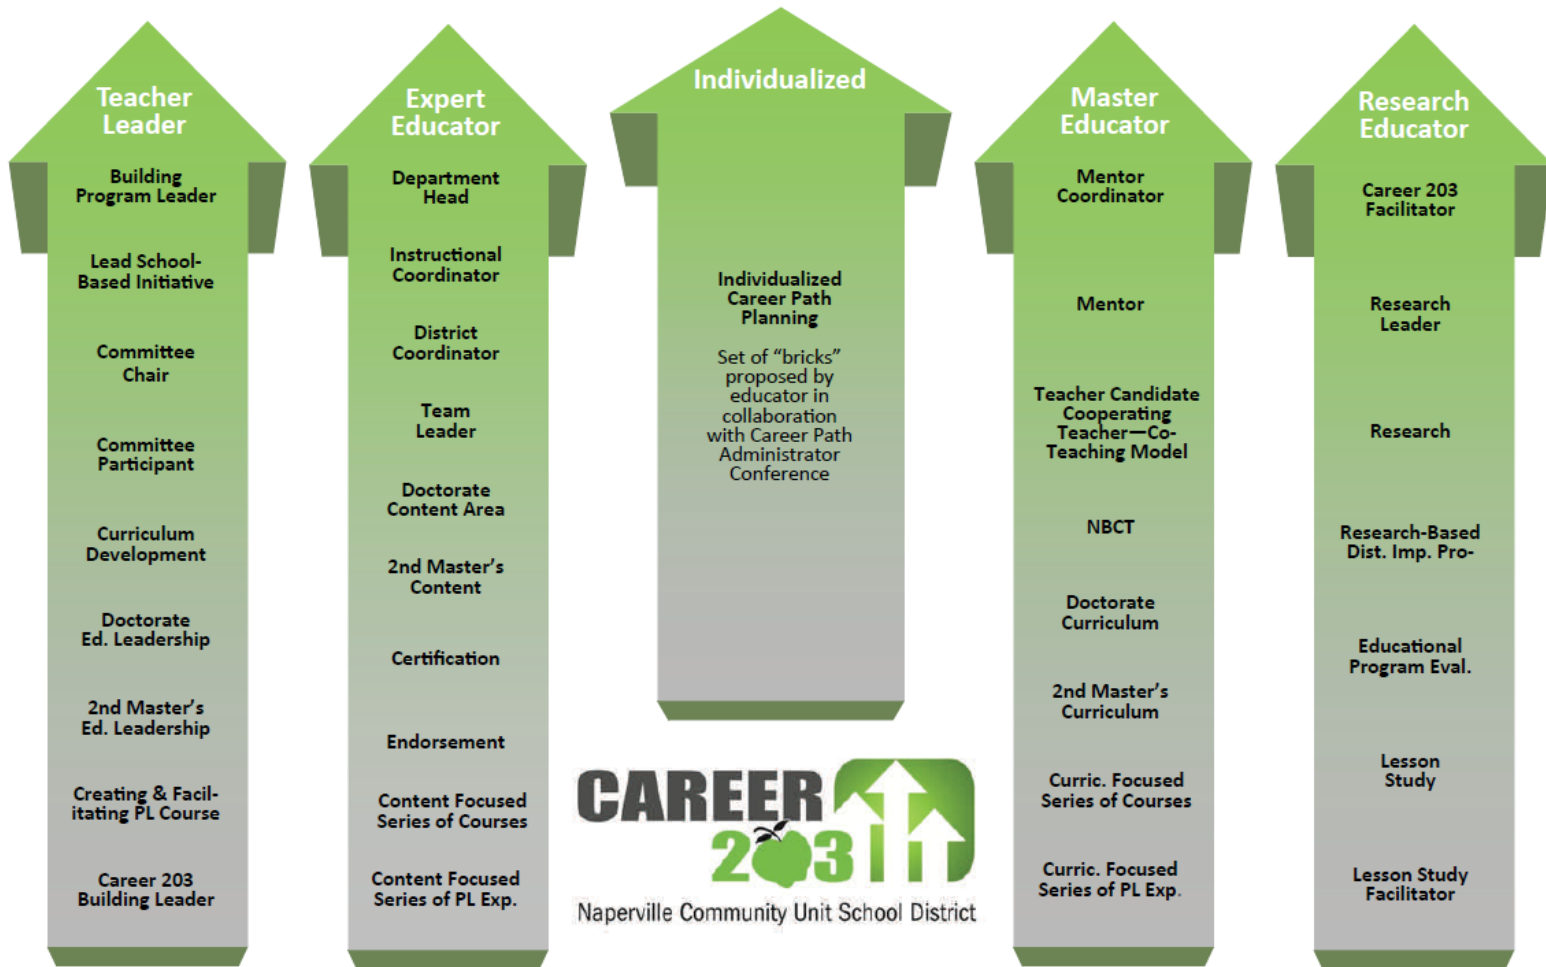 Teacher
Leader
Building
Program Leader
Lead School-
Based Initiative
Committee
Chair
Committee
Participant
Curriculum
Development
Doctorate
Ed. Leadership
2nd Master’s
Ed. Leadership
Creating & Facil-
itating PL Course
Career 203
Building Leader
Expert
Educator
Department
Head
Instructional
Coordinator
District
Coordinator
Team
Leader
Doctorate
Content Area
2nd Master’s
Content
Certification
Endorsement
Content Focused
Series of Courses
Content Focused
Series of PL Exp.
Individualized
Individualized
Career Path
Planning
Set of “bricks”
proposed by
educator in
collaboration
with Career Path
Administrator
Conference
CAREER
203
Naperville Community Unit School District
Master
Educator
Mentor
Coordinator
Mentor
Teacher Candidate
Cooperating
Teacher—Co-
Teaching Model
NBCT
Doctorate
Curriculum
2nd Master’s
Curriculum
Curric. Focused
Series of Courses
Curric. Focused
Series of PL Exp.
Research
Educator
Career 203
Facilitator
Research
Leader
Research
Research-Based
Dist. Imp. Pro-
Educational
Program Eval.
Lesson
Study
Lesson Study
Facilitator